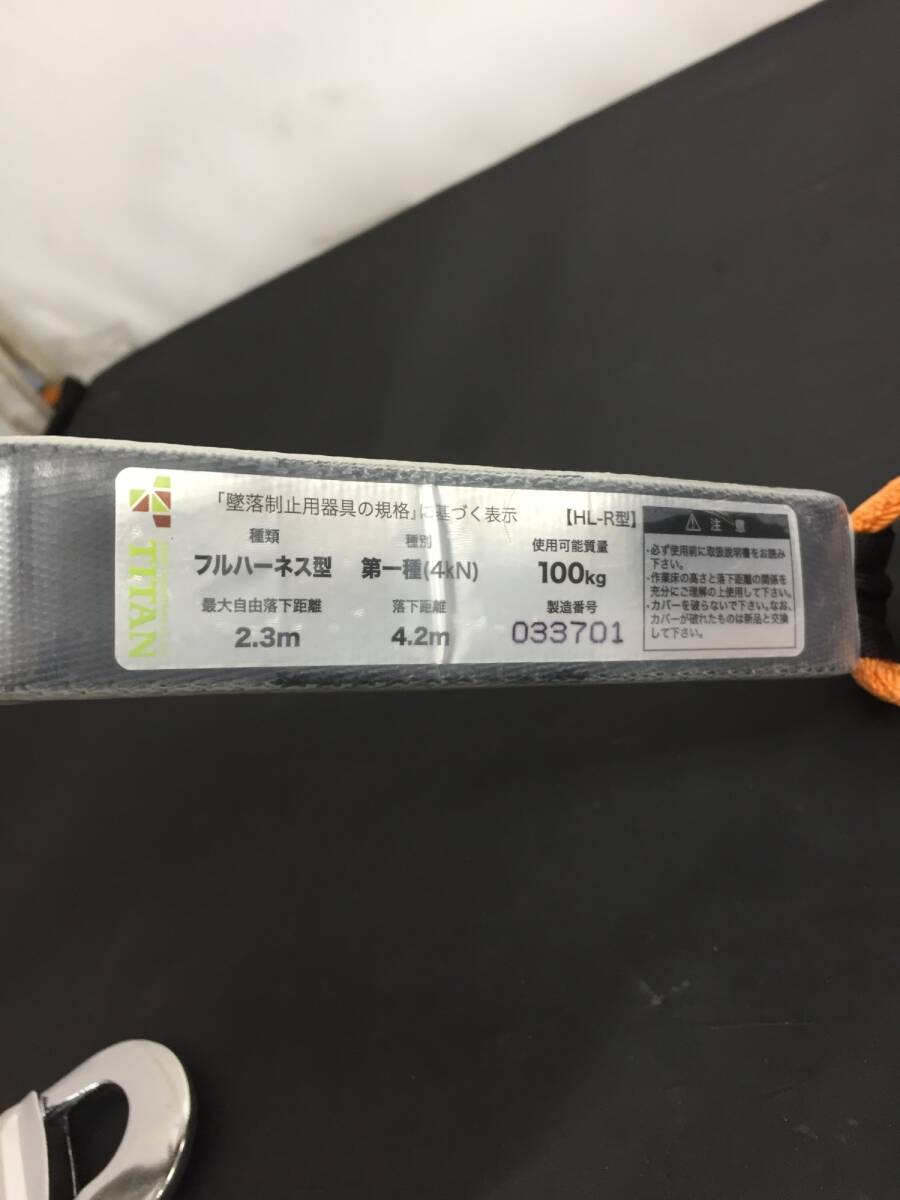 TITAN
「墜落制止用器具の規格」に基づく表示 【HL-R型】
種類 種別 使用可能質量
フルハーネス型 第一種(4kN) 100kg
最大自由落下距離 落下距離 製造番号
2.3m 4.2m 033701
注意
・必ず使用前に取扱説明書をお読み
下さい。
・作業床の高さと落下距離の関係を
充分にご理解の上使用して下さい。
・カバーを破らないで下さい。なお、
カバーが破れたものは新品と交換
して下さい。